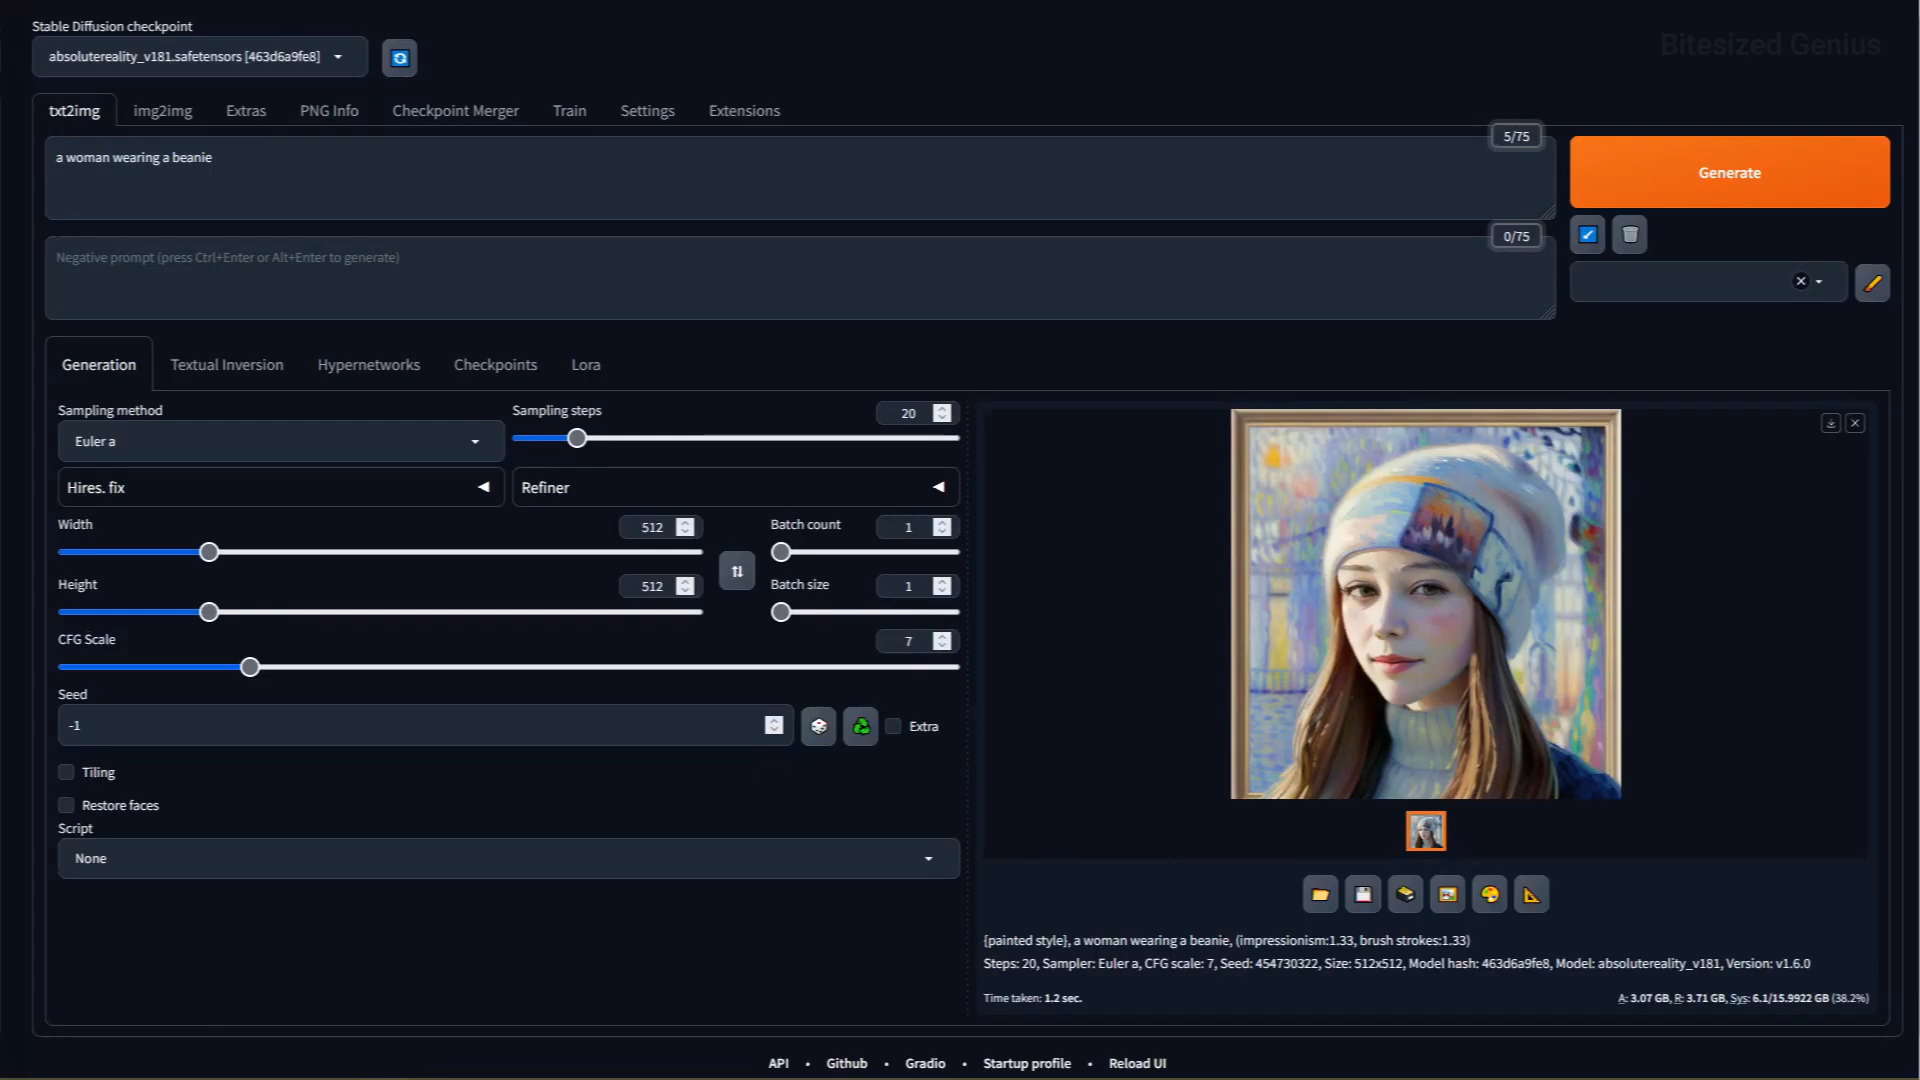 Stable Diffusion checkpoint
Bitesized Genius
absolutereality_v181.safetensors [463d6a9fe8]
txt2img
img2img
Extras
PNG Info
Checkpoint Merger
Train
Settings
Extensions
5/75
a woman wearing a beanie
Generate
0/75
Negative prompt (press Ctrl+Enter or Alt+Enter to generate)
Generation
Textual Inversion
Hypernetworks
Checkpoints
Lora
Sampling method
Euler a
Sampling steps
20
Hires. fix
Refiner
Width
512
Batch count
1
Height
512
Batch size
1
CFG Scale
7
Seed
-1
Extra
Tiling
Restore faces
Script
None
{painted style}, a woman wearing a beanie, (impressionism:1.33, brush strokes:1.33)
Steps: 20, Sampler: Euler a, CFG scale: 7, Seed: 454730322, Size: 512x512, Model hash: 463d6a9fe8, Model: absolutereality_v181, Version: v1.6.0
Time taken: 1.2 sec.
A: 3.07 GB, R: 3.71 GB, Sys: 6.1/15.9922 GB (38.2%)
API • Github • Gradio • Startup profile • Reload UI